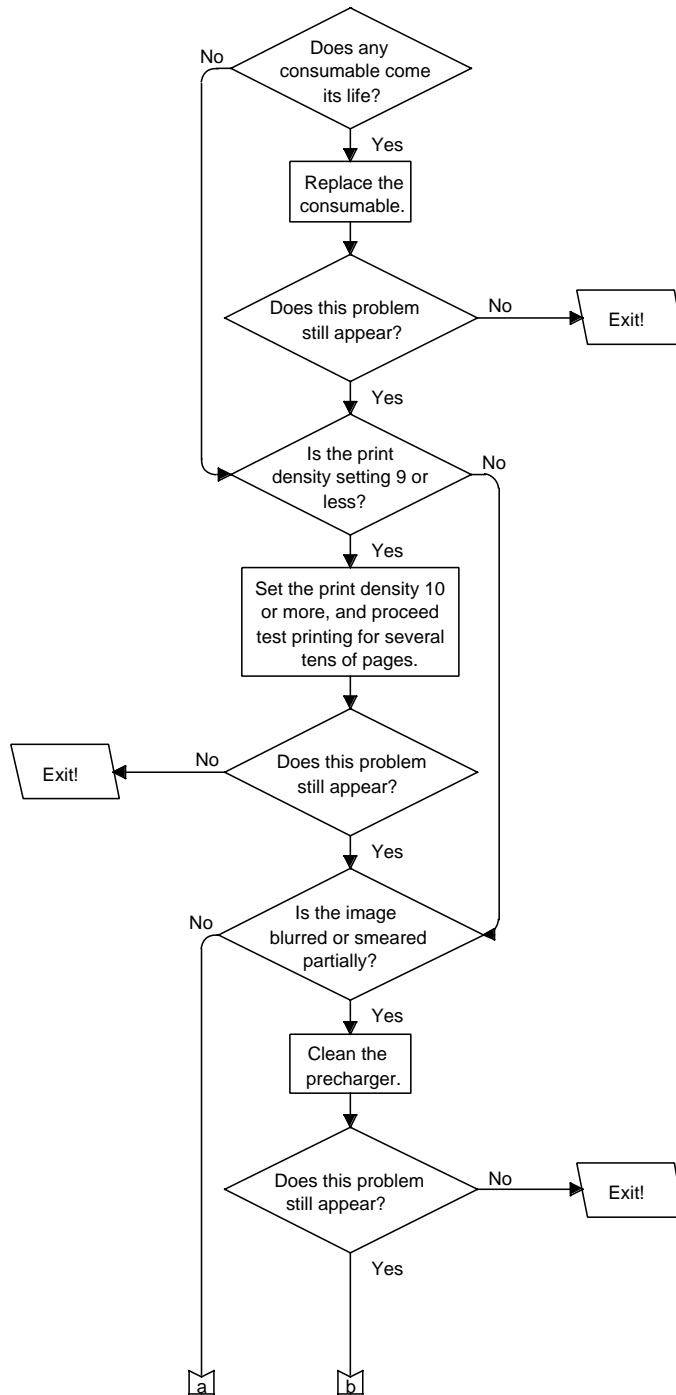 Does any
consumable come
its life?
No
Yes
Replace the
consumable.
Does this problem
still appear?
No
Exit!
Yes
Is the print
density setting 9 or
less?
No
Yes
Set the print density 10
or more, and proceed
test printing for several
tens of pages.
Does this problem
still appear?
No
Exit!
Yes
Is the image
blurred or smeared
partially?
No
Yes
Clean the
precharger.
Does this problem
still appear?
No
Exit!
Yes
a
b